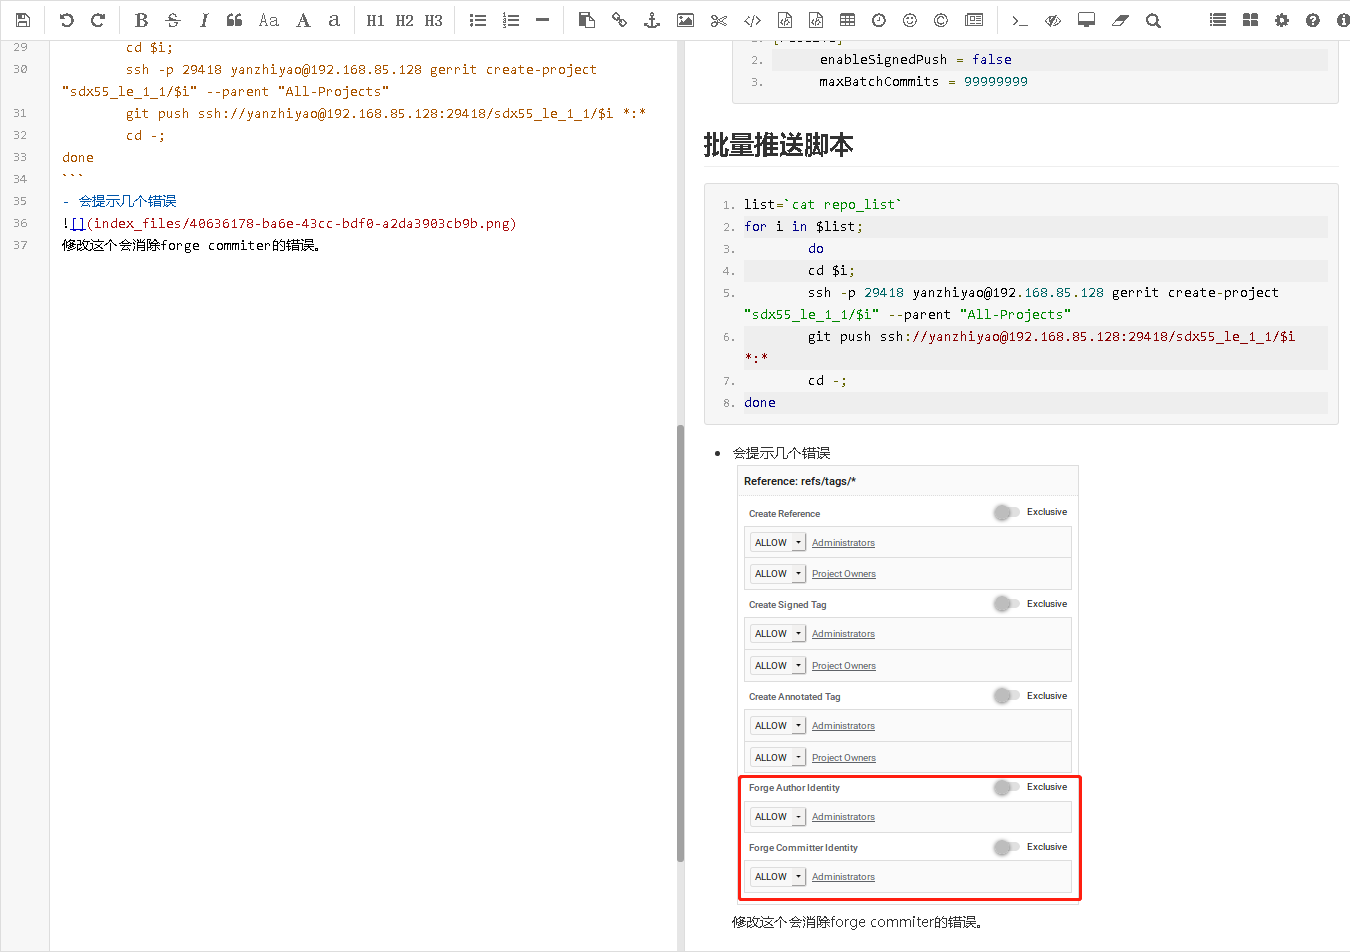 B S I Aa A a H1 H2 H3
29 cd $i;
30 ssh -p 29418 yanzhiyao@192.168.85.128 gerrit create-project
"sdx55_le_1_1/$i" --parent "All-Projects"
31 git push ssh://yanzhiyao@192.168.85.128:29418/sdx55_le_1_1/$i *:*
32 cd -;
33 done
34 ```
35 - 会提示几个错误
36 ![](index_files/40636178-ba6e-43cc-bdf0-a2da3903cb9b.png)
37 修改这个会消除forge commiter的错误。
2. enableSignedPush = false
3. maxBatchCommits = 99999999
批量推送脚本
1. list=`cat repo_list`
2. for i in $list;
3. do
4. cd $i;
5. ssh -p 29418 yanzhiyao@192.168.85.128 gerrit create-project
"sdx55_le_1_1/$i" --parent "All-Projects"
6. git push ssh://yanzhiyao@192.168.85.128:29418/sdx55_le_1_1/$i
*:*
7. cd -;
8. done
会提示几个错误
Reference: refs/tags/*
Create Reference Exclusive
ALLOW Administrators
ALLOW Project Owners
Create Signed Tag Exclusive
ALLOW Administrators
ALLOW Project Owners
Create Annotated Tag Exclusive
ALLOW Administrators
ALLOW Project Owners
Forge Author Identity Exclusive
ALLOW Administrators
Forge Committer Identity Exclusive
ALLOW Administrators
修改这个会消除forge commiter的错误。